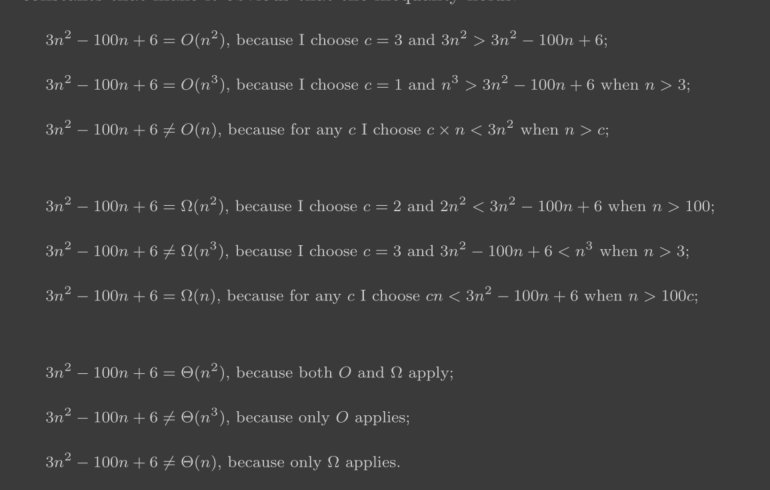 3n² − 100n + 6 = O(n²), because I choose c = 3 and 3n² > 3n² − 100n + 6;
3n² − 100n + 6 = O(n³), because I choose c = 1 and n³ > 3n² − 100n + 6 when n > 3;
3n² − 100n + 6 ≠ O(n), because for any c I choose c × n < 3n² when n > c;
3n² − 100n + 6 = Ω(n²), because I choose c = 2 and 2n² < 3n² − 100n + 6 when n > 100;
3n² − 100n + 6 ≠ Ω(n³), because I choose c = 3 and 3n² − 100n + 6 < n³ when n > 3;
3n² − 100n + 6 = Ω(n), because for any c I choose cn < 3n² − 100n + 6 when n > 100c;
3n² − 100n + 6 = Θ(n²), because both O and Ω apply;
3n² − 100n + 6 ≠ Θ(n³), because only O applies;
3n² − 100n + 6 ≠ Θ(n), because only Ω applies.